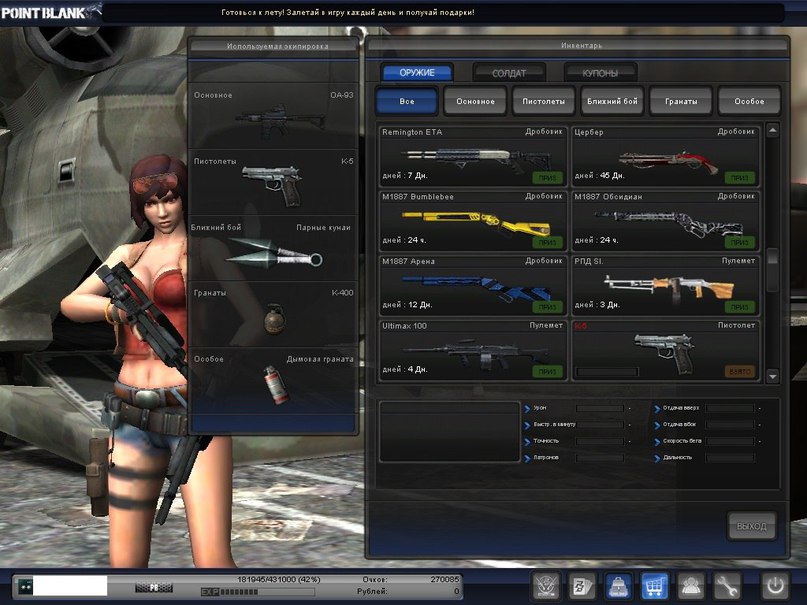 POINT BLANK
Готовься к лету! Залетай в игру каждый день и получай подарки!
Используемая экипировка
Основное
OA-93
Пистолеты
K-5
Ближний бой
Парные кунаи
Гранаты
K-400
Особое
Дымовая граната
Инвентарь
ОРУЖИЕ
СОЛДАТ
КУПОНЫ
Все
Основное
Пистолеты
Ближний бой
Гранаты
Особое
Remington ETA
Дробовик
дней : 7 Дн.
ПРИЗ
Цербер
Дробовик
дней : 45 Дн.
ПРИЗ
M1887 Bumblebee
Дробовик
дней : 24 ч.
ПРИЗ
M1887 Обсидиан
Дробовик
дней : 24 ч.
ПРИЗ
M1887 Арена
Дробовик
дней : 12 Дн.
ПРИЗ
РПД SI.
Пулемет
дней : 3 Дн.
ПРИЗ
Ultimax 100
Пулемет
дней : 4 Дн.
ПРИЗ
K-5
Пистолет
ВЗЯТО
Урон -
Отдача вверх -
Быстр. в минуту -
Отдача вбок -
Точность -
Скорость бега -
Патронов -
Дальность -
ВЫХОД
181945/431000 (42%)
EXP
Очков: 270085
Рублей: 0